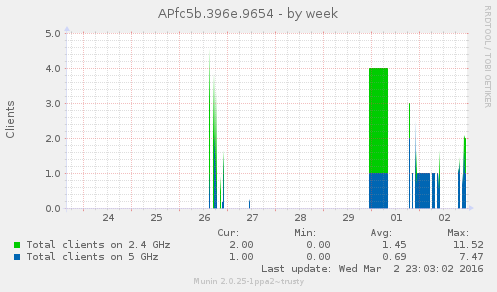 APfc5b.396e.9654 - by week
RRDTOOL / TOBI OETIKER
Clients
5.0
4.0
3.0
2.0
1.0
0.0
24 25 26 27 28 29 01 02
Cur: Min: Avg: Max:
Total clients on 2.4 GHz 2.00 0.00 1.45 11.52
Total clients on 5 GHz 1.00 0.00 0.69 7.47
Last update: Wed Mar 2 23:03:02 2016
Munin 2.0.25-1ppa2~trusty